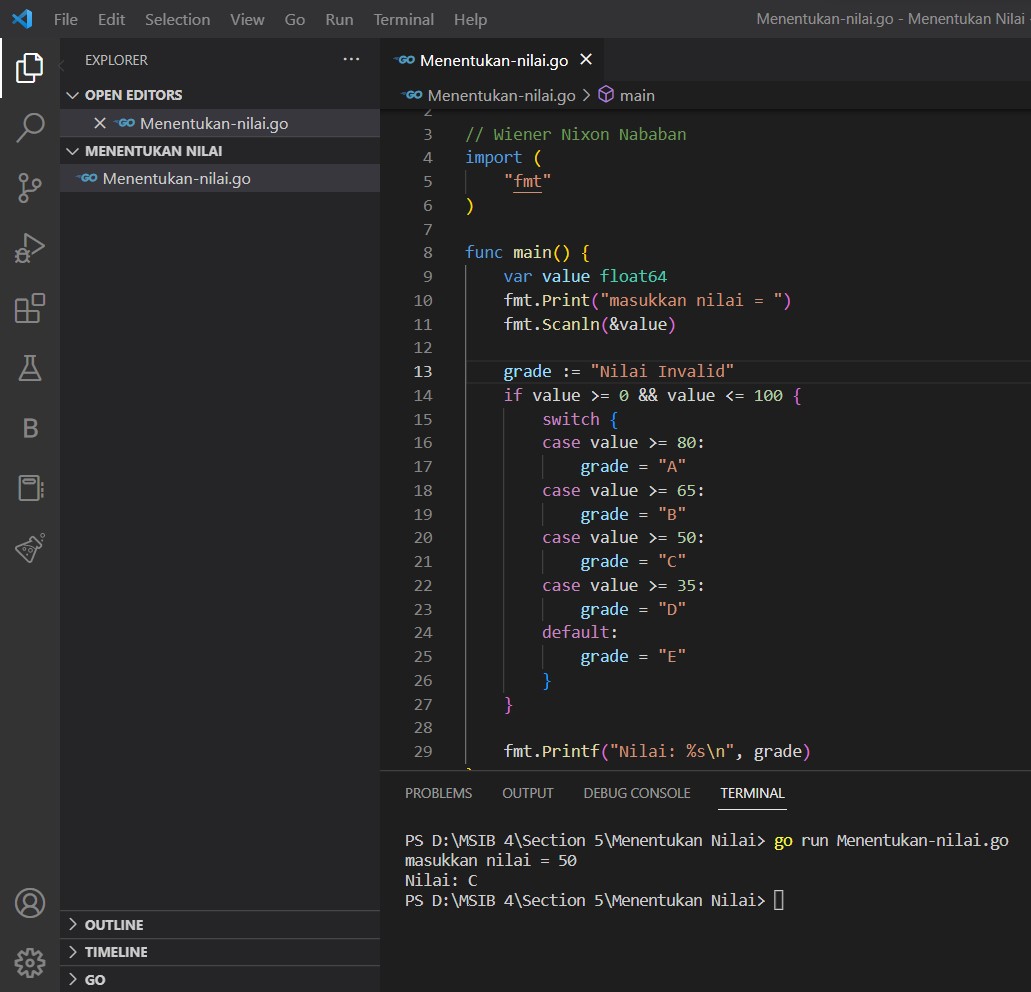 File Edit Selection View Go Run Terminal Help Menentukan-nilai.go - Menentukan Nilai
EXPLORER ···
OPEN EDITORS
GO Menentukan-nilai.go
MENENTUKAN NILAI
GO Menentukan-nilai.go
OUTLINE
TIMELINE
GO
GO Menentukan-nilai.go
GO Menentukan-nilai.go > main
2
3 // Wiener Nixon Nababan
4 import (
5     "fmt"
6 )
7
8 func main() {
9     var value float64
10     fmt.Print("masukkan nilai = ")
11     fmt.Scanln(&value)
12
13     grade := "Nilai Invalid"
14     if value >= 0 && value <= 100 {
15         switch {
16         case value >= 80:
17             grade = "A"
18         case value >= 65:
19             grade = "B"
20         case value >= 50:
21             grade = "C"
22         case value >= 35:
23             grade = "D"
24         default:
25             grade = "E"
26         }
27     }
28
29     fmt.Printf("Nilai: %s\n", grade)
PROBLEMS OUTPUT DEBUG CONSOLE TERMINAL
PS D:\MSIB 4\Section 5\Menentukan Nilai> go run Menentukan-nilai.go
masukkan nilai = 50
Nilai: C
PS D:\MSIB 4\Section 5\Menentukan Nilai>